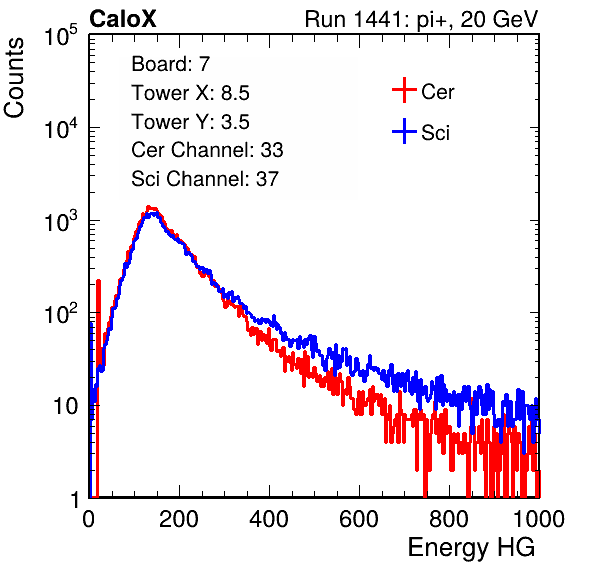 CaloX Run 1441: pi+, 20 GeV
Counts
Board: 7
Tower X: 8.5
Tower Y: 3.5
Cer Channel: 33
Sci Channel: 37
Cer
Sci
10^5
10^4
10^3
10^2
10
1
0 200 400 600 800 1000
Energy HG